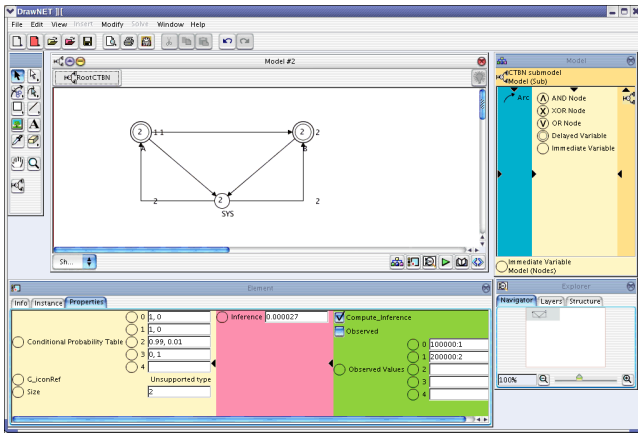 DrawNET ][[
File Edit View Insert Modify Solve Window Help
Model #2
RootCTBN
2 1 1 2 2
A B
2 2 2
SYS
Sh...
Model
CTBN submodel
Model (Sub)
Arc
AND Node
XOR Node
OR Node
Delayed Variable
Immediate Variable
Immediate Variable
Model (Nodes)
Element
Info Instance Properties
Conditional Probability Table
0 1, 0
1 1, 0
2 0.99, 0.01
3 0, 1
4
G_iconRef Unsupported type
Size 2
Inference 0.000027
Compute_Inference
Observed
Observed Values
0 100000:1
1 200000:2
2
3
4
Explorer
Navigator Layers Structure
100%